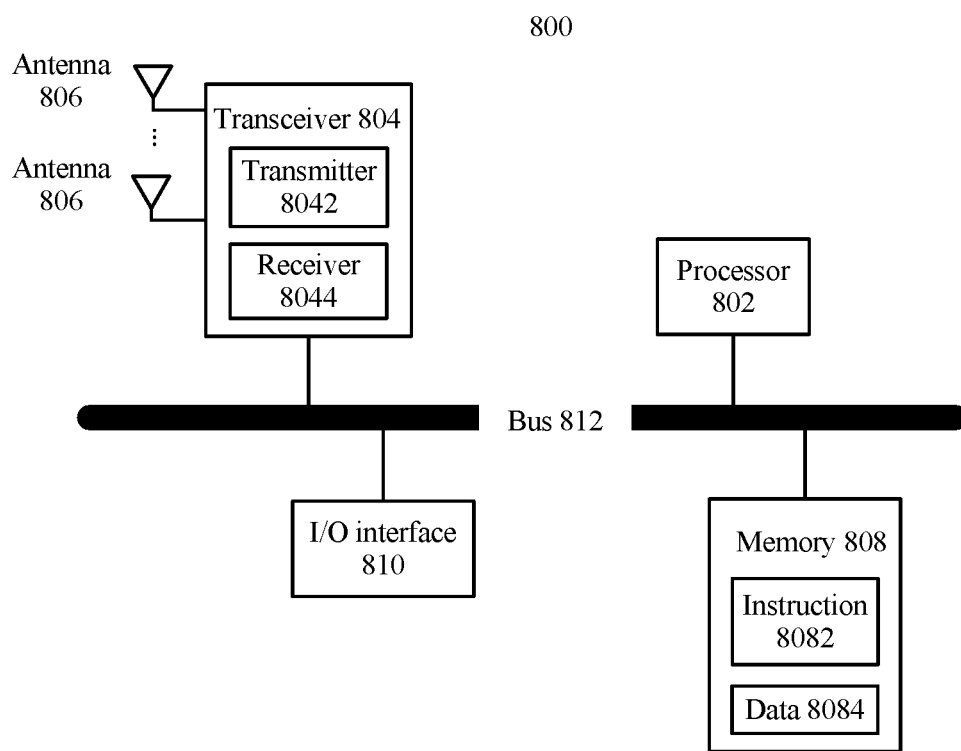 800
Antenna
806
Transceiver 804
Transmitter
8042
Antenna
806
Receiver
8044
Processor
802
Bus 812
I/O interface
810
Memory 808
Instruction
8082
Data 8084